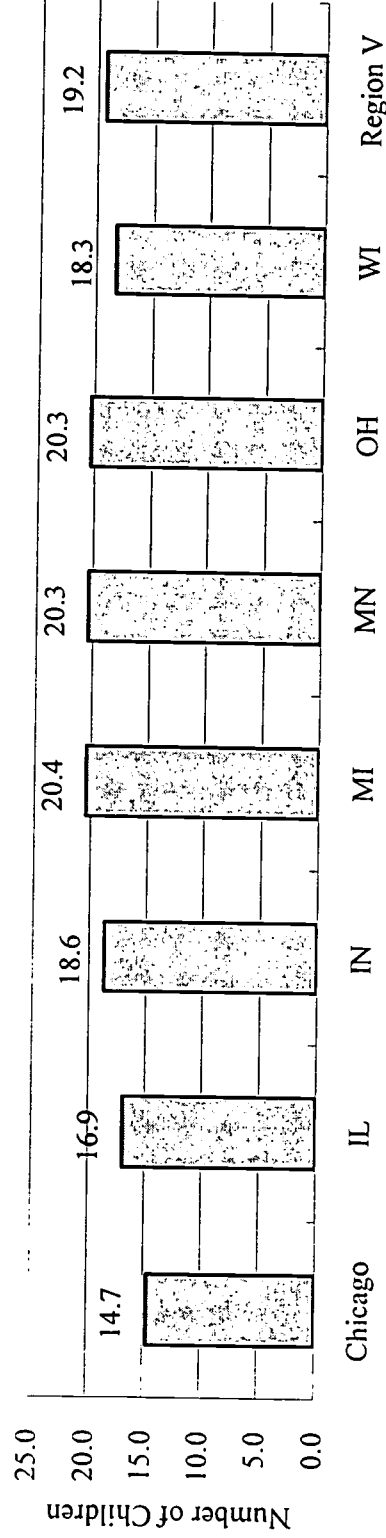 Number of Children
25.0
20.0
15.0
10.0
5.0
0.0
14.7
16.9
18.6
20.4
20.3
20.3
18.3
19.2
Chicago
IL
IN
MI
MN
OH
WI
Region V